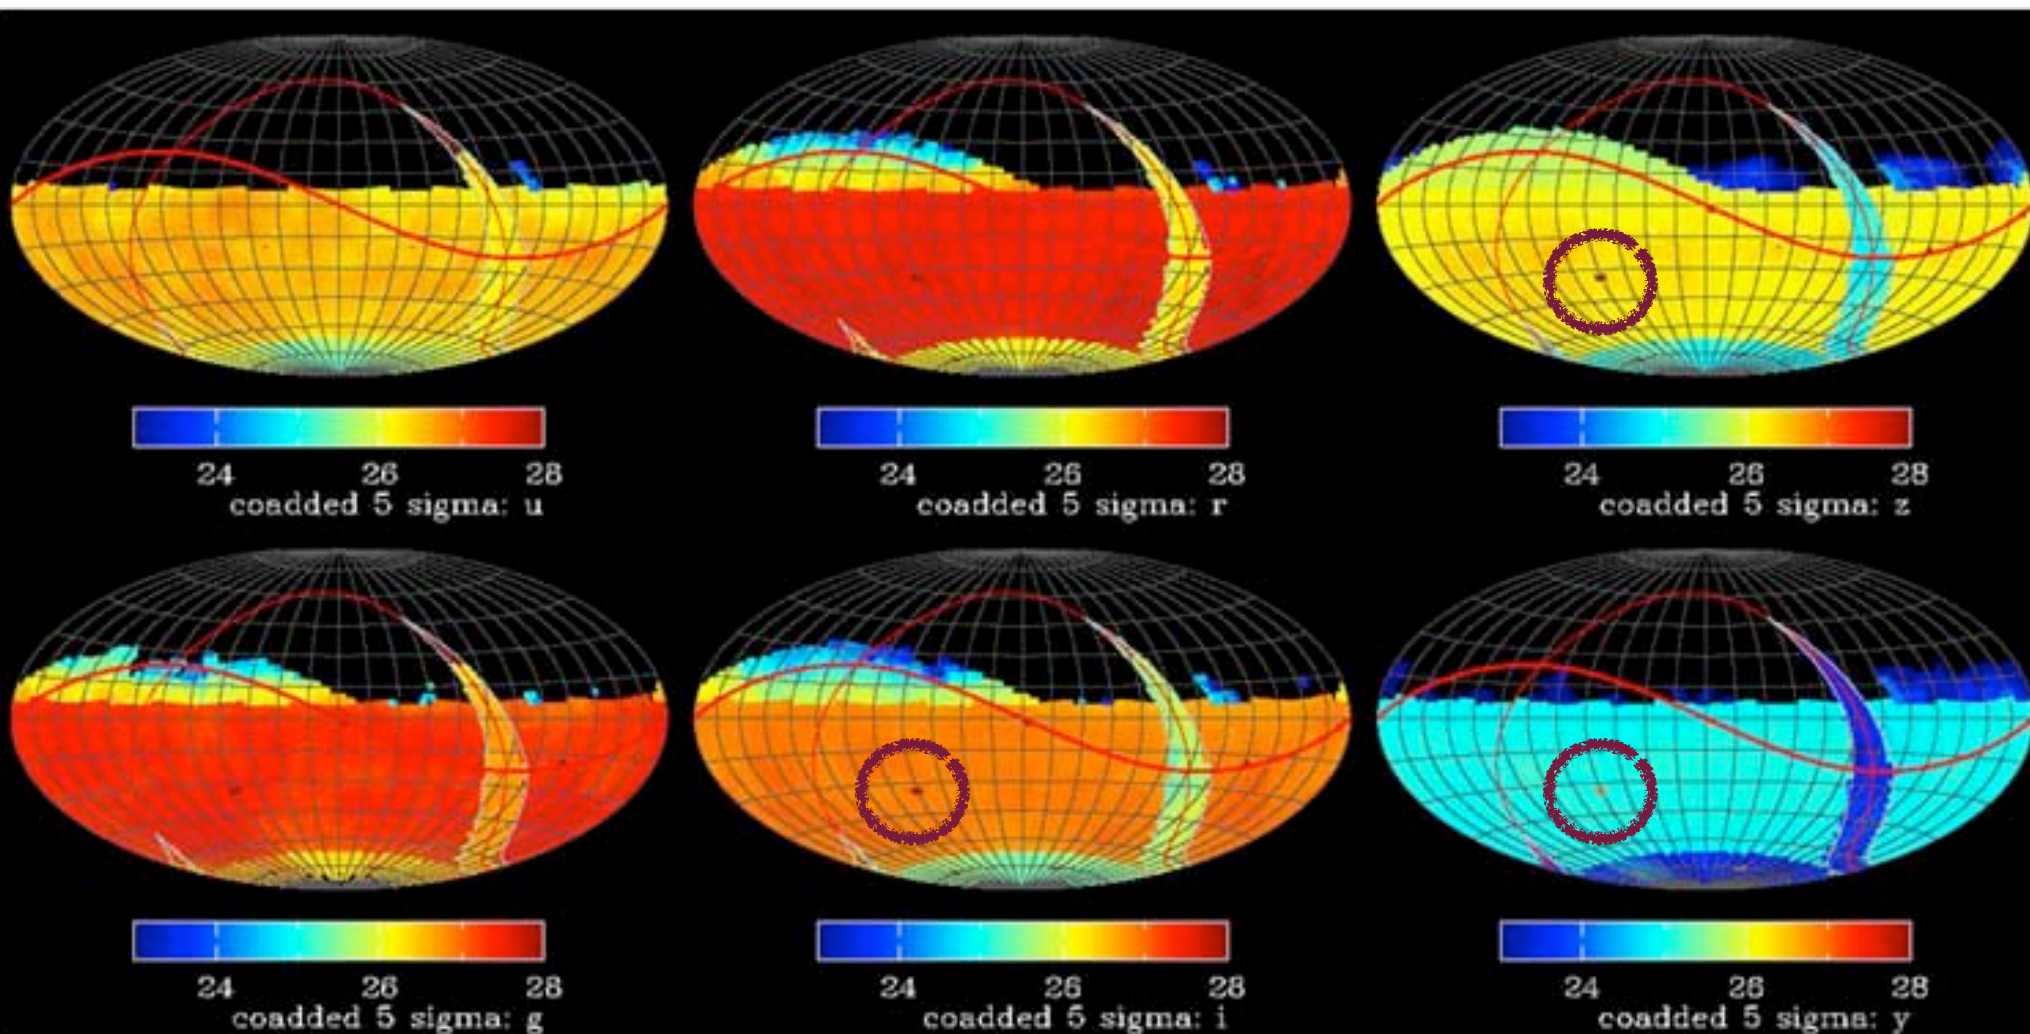 24 26 28
coadded 5 sigma: u
24 26 28
coadded 5 sigma: r
24 26 28
coadded 5 sigma: z
24 26 28
coadded 5 sigma: g
24 26 28
coadded 5 sigma: i
24 26 28
coadded 5 sigma: y